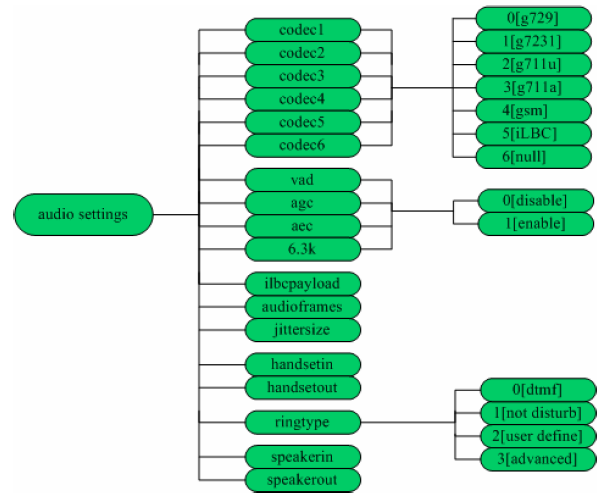 audio settings
codec1
codec2
codec3
codec4
codec5
codec6
0[g729]
1[g7231]
2[g711u]
3[g711a]
4[gsm]
5[iLBC]
6[null]
vad
agc
aec
6.3k
0[disable]
1[enable]
ilbcpayload
audioframes
jittersize
handsetin
handsetout
ringtype
0[dtmf]
1[not disturb]
2[user define]
3[advanced]
speakerin
speakerout